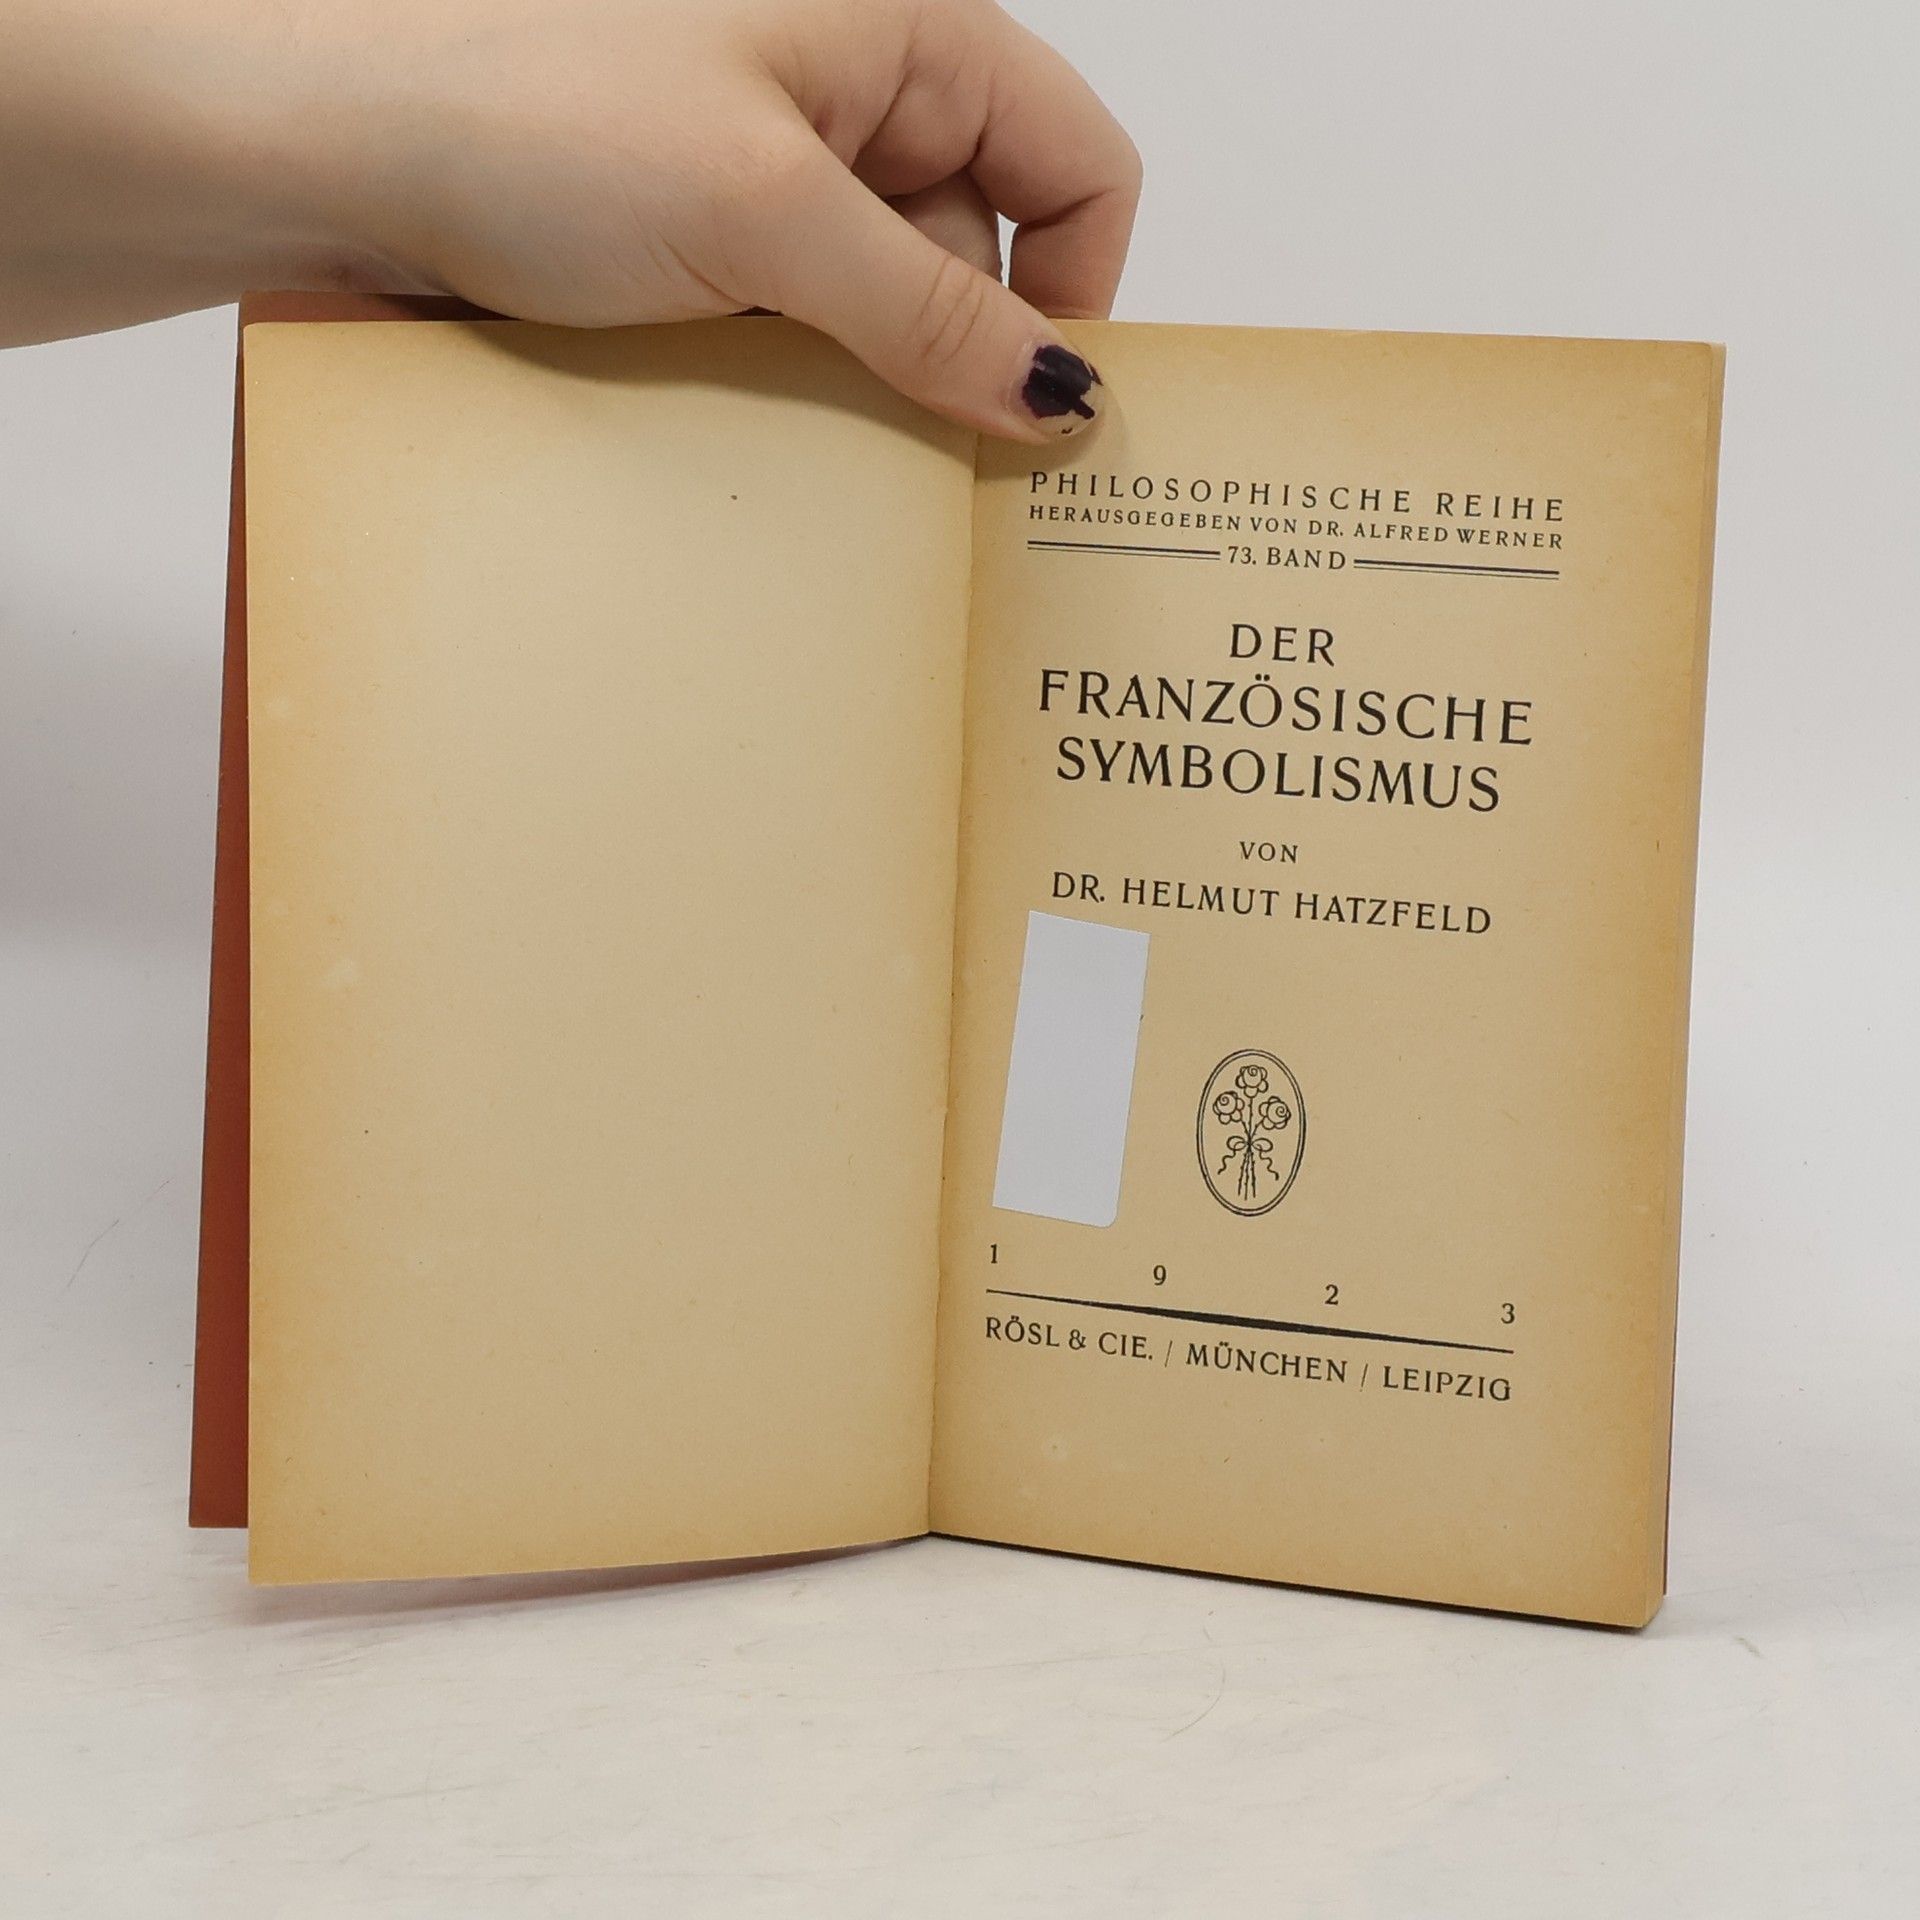 PHILOSOPHISCHE REIHE
HERAUSGEGEBEN VON DR. ALFRED WERNER
73. BAND
DER
FRANZÖSISCHE
SYMBOLISMUS
VON
DR. HELMUT HATZFELD
1 9 2 3
RÖSL & CIE. / MÜNCHEN / LEIPZIG